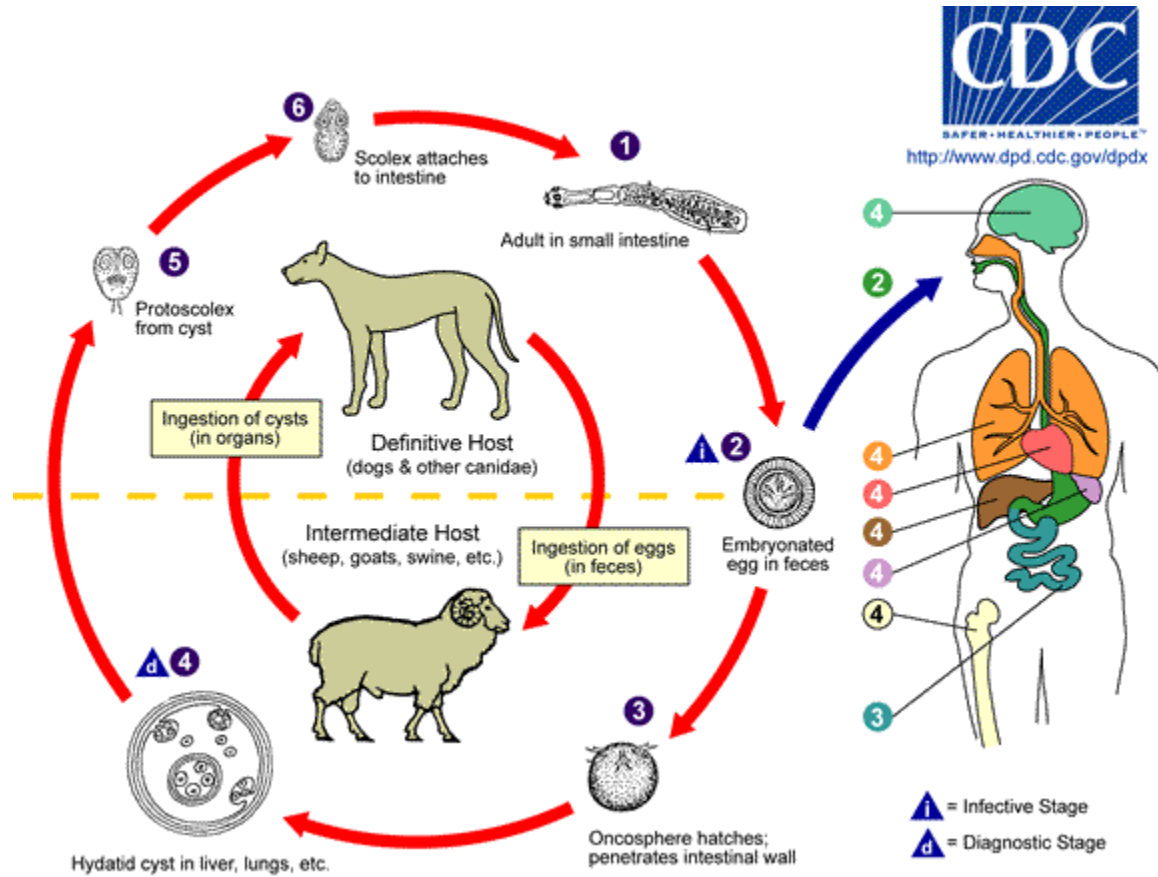 CDC
SAFER•HEALTHIER•PEOPLE™
http://www.dpd.cdc.gov/dpdx
6
Scolex attaches
to intestine
1
Adult in small intestine
5
Protoscolex
from cyst
Ingestion of cysts
(in organs)
Definitive Host
(dogs & other canidae)
i 2
Embryonated
egg in feces
Intermediate Host
(sheep, goats, swine, etc.)
Ingestion of eggs
(in feces)
d 4
Hydatid cyst in liver, lungs, etc.
3
Oncosphere hatches;
penetrates intestinal wall
4
2
4
4
4
4
4
3
i = Infective Stage
d = Diagnostic Stage